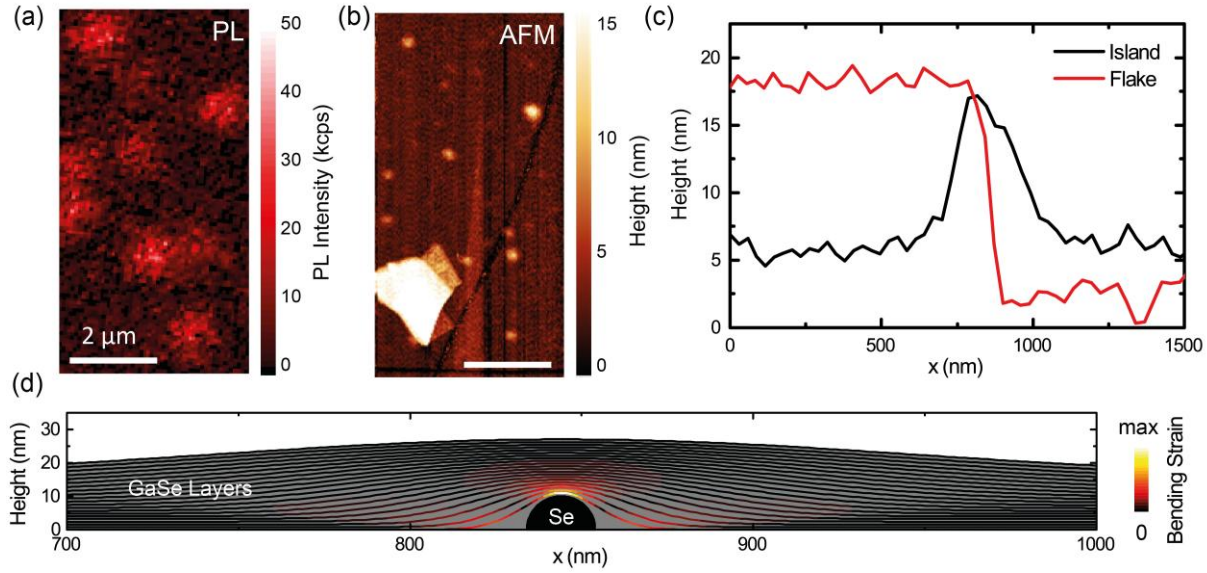 (a)
PL
2 μm
50
40
30
20
10
0
PL Intensity (kcps)
(b)
AFM
15
10
5
0
Height (nm)
(c)
Island
Flake
20
15
10
5
0
Height (nm)
0 500 1000 1500
x (nm)
(d)
30
20
10
0
Height (nm)
GaSe Layers
Se
700 800 900 1000
x (nm)
max
0
Bending Strain